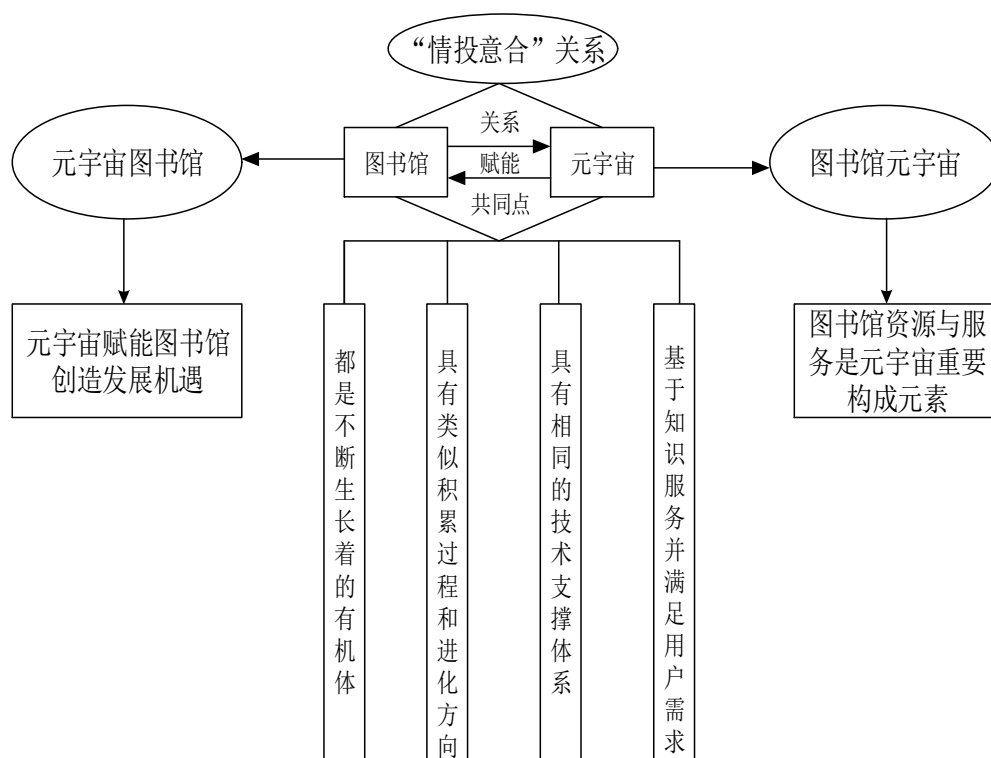 “情投意合”关系
关系
图书馆
赋能
元宇宙
共同点
元宇宙图书馆
图书馆元宇宙
元宇宙赋能图书馆
创造发展机遇
图书馆资源与服
务是元宇宙重要
构成元素
都是不断生长着的有机体
具有类似积累过程和进化方向
具有相同的技术支撑体系
基于知识服务并满足用户需求